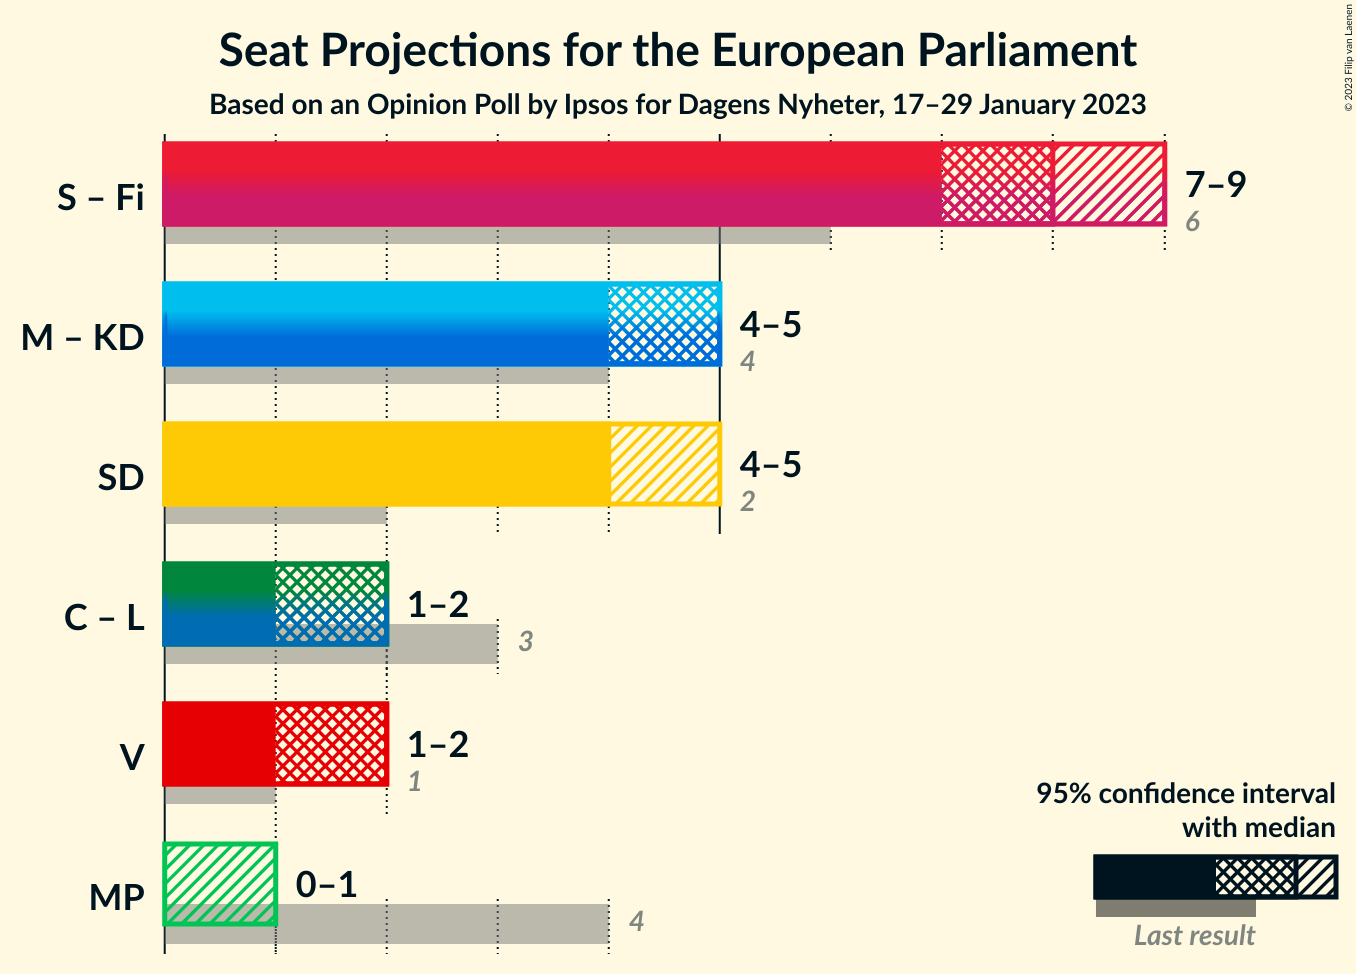 Seat Projections for the European Parliament
Based on an Opinion Poll by Ipsos for Dagens Nyheter, 17–29 January 2023
© 2023 Filip van Laenen
S – Fi
7–9
6
M – KD
4–5
4
SD
4–5
2
C – L
1–2
3
V
1–2
1
MP
0–1
4
95% confidence interval
with median
Last result